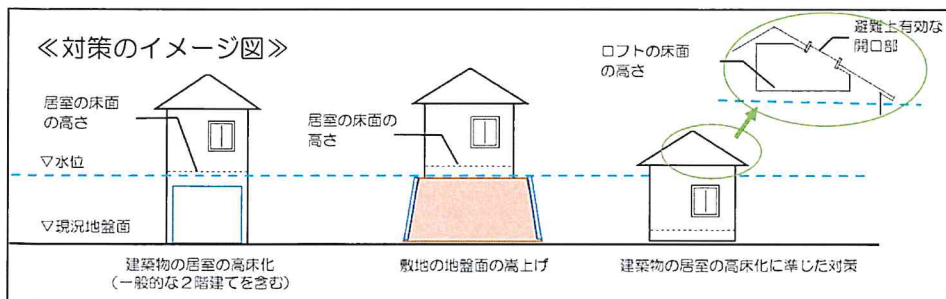 ≪対策のイメージ図≫
避難上有効な
開口部
ロフトの床面
の高さ
居室の床面
の高さ
居室の床面の
高さ
▽水位
▽現況地盤面
建築物の居室の高床化
(一般的な2階建てを含む)
敷地の地盤面の嵩上げ
建築物の居室の高床化に準じた対策